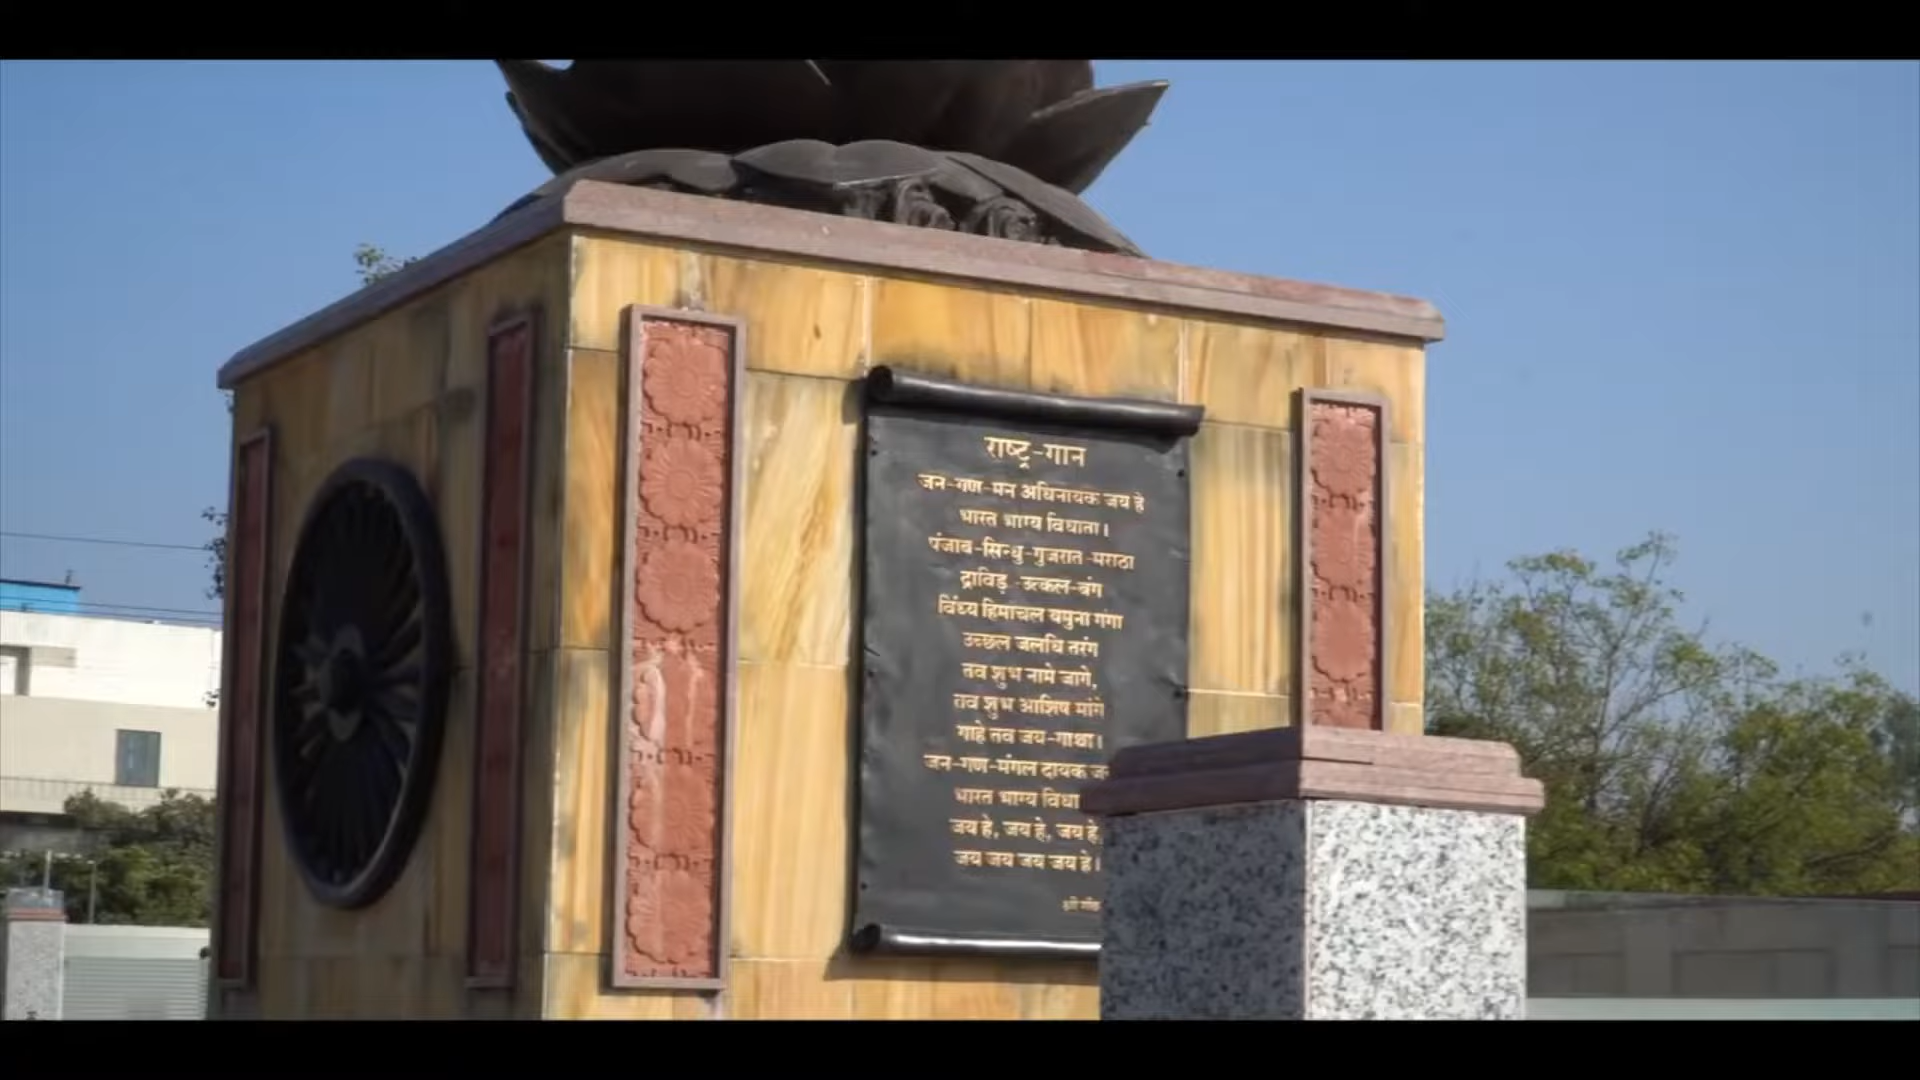 राष्ट्र-गान
जन-गण-मन अधिनायक जय हे
भारत भाग्य विधाता।
पंजाब-सिन्धु-गुजरात-मराठा
द्राविड़ -उत्कल-बंग
विंध्य हिमाचल यमुना गंगा
उच्छल जलधि तरंग
तव शुभ नामे जागे,
तव शुभ आशिष मांगे
गाहे तव जय-गाथा।
जन-गण-मंगल दायक
भारत भाग्य
जय हे, जय हे, जय हे,
जय जय जय जय हे।